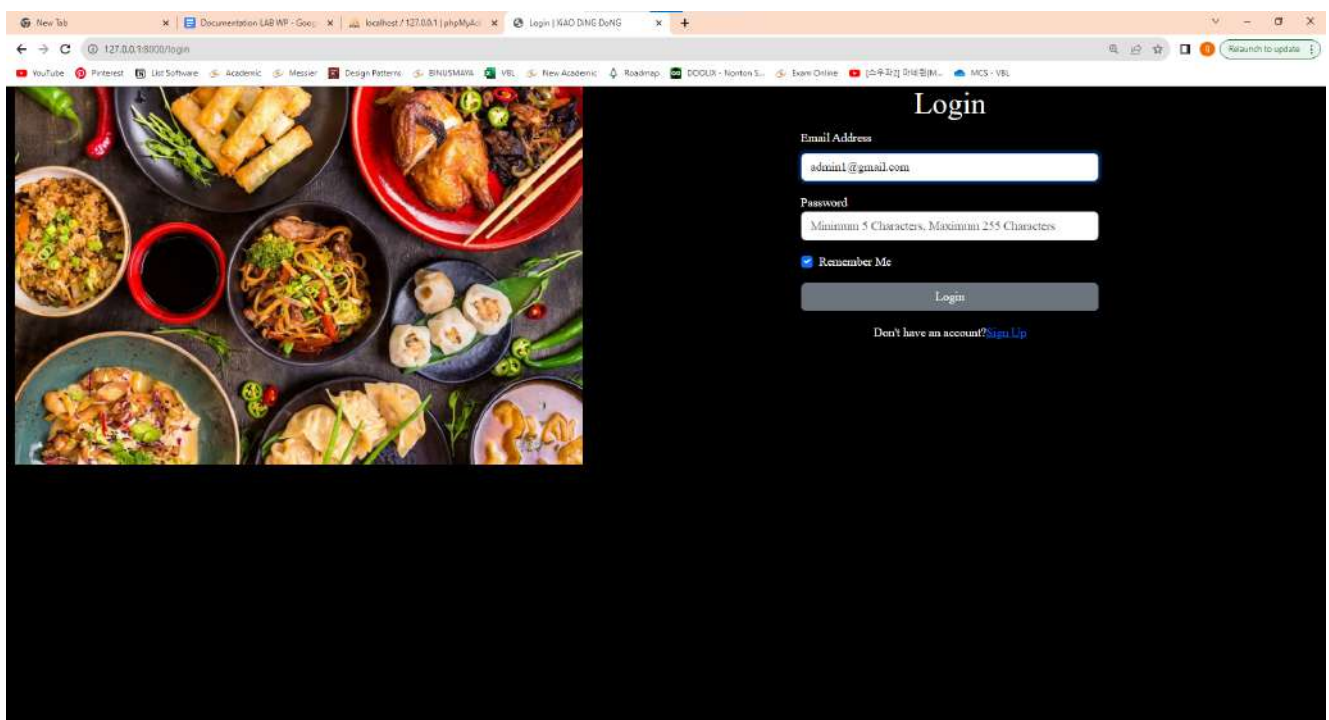 New Tab
Documentation LAB WP - Goo
localhost / 127.0.0.1 | phpMyAd
Login | XiAO DiNG DoNG
127.0.0.1:8000/login
Relaunch to update
YouTube
Pinterest
List Software
Academic
Messier
Design Patterns
BINUSMAYA
VBL
New Academic
Roadmap
DOOLIX - Nonton S...
Exam Online
MCS - VBL
Login
Email Address
admin1@gmail.com
Password
Minimum 5 Characters, Maximum 255 Characters
Remember Me
Login
Don't have an account?Sign Up